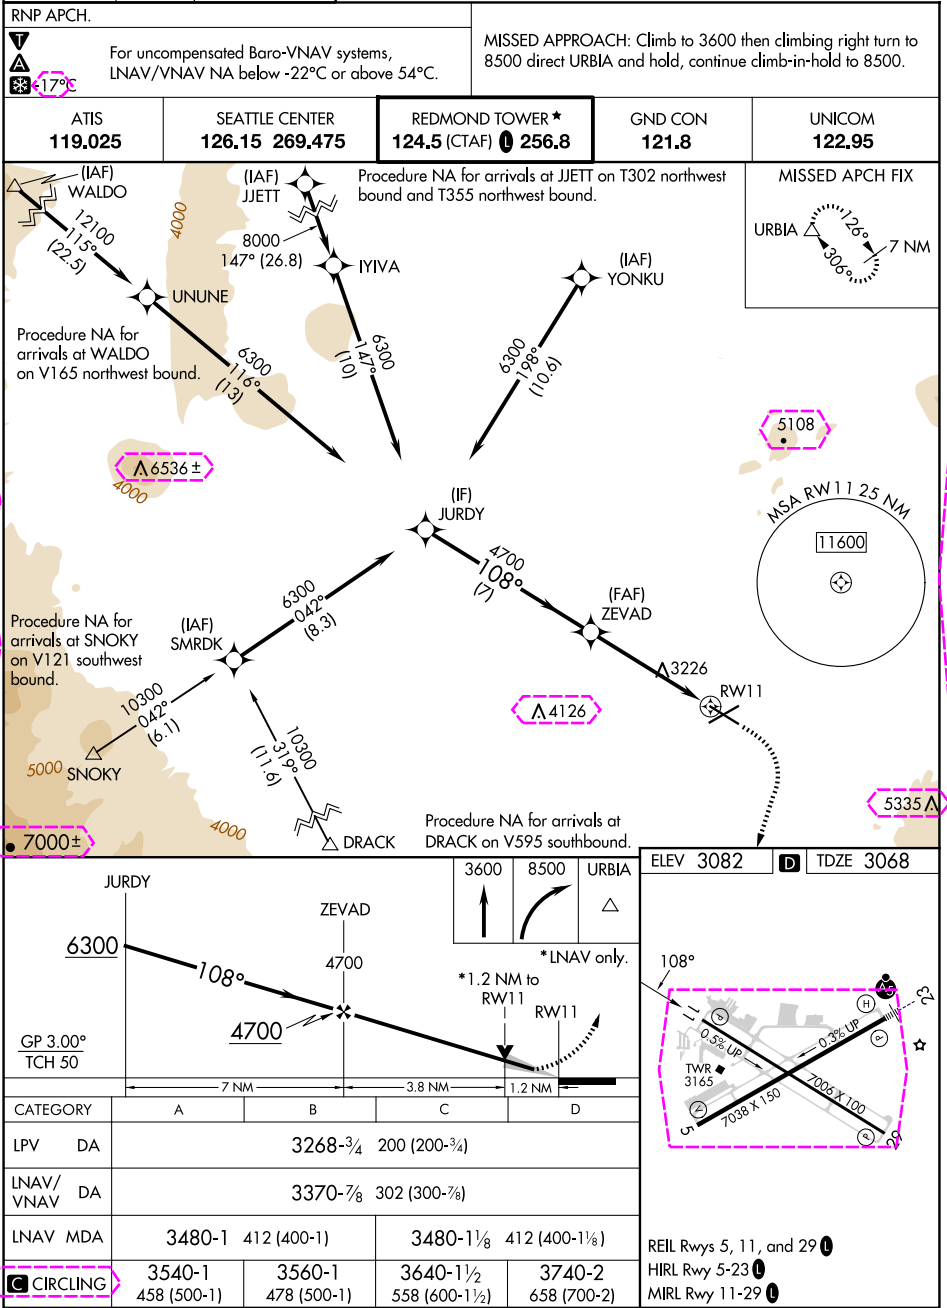 RNP APCH.
T
A
-17°C
For uncompensated Baro-VNAV systems,
LNAV/VNAV NA below -22°C or above 54°C.
MISSED APPROACH: Climb to 3600 then climbing right turn to
8500 direct URBIA and hold, continue climb-in-hold to 8500.
ATIS
119.025
SEATTLE CENTER
126.15 269.475
REDMOND TOWER ★
124.5 (CTAF) L 256.8
GND CON
121.8
UNICOM
122.95
(IAF)
WALDO
12100
115°
(22.5)
UNUNE
4000
(IAF)
JJETT
Procedure NA for arrivals at JJETT on T302 northwest
bound and T355 northwest bound.
8000
147° (26.8)
IYIVA
(IAF)
YONKU
MISSED APCH FIX
URBIA
126°
306°
7 NM
Procedure NA for
arrivals at WALDO
on V165 northwest bound.
6300
116°
(13)
6300
147°
(10)
6300
198°
(10.6)
5108
6536 ±
4000
(IF)
JURDY
MSA RW11 25 NM
11600
4700
108°
(7)
(FAF)
ZEVAD
Procedure NA for
arrivals at SNOKY
on V121 southwest
bound.
(IAF)
SMRDK
6300
042°
(8.3)
3226
RW11
4126
10300
042°
(6.1)
SNOKY
5000
10300
319°
(11.6)
DRACK
4000
7000±
5335
Procedure NA for arrivals at
DRACK on V595 southbound.
JURDY
6300
108°
ZEVAD
4700
4700
3600
8500
URBIA
*LNAV only.
*1.2 NM to
RW11
RW11
GP 3.00°
TCH 50
7 NM
3.8 NM
1.2 NM
ELEV 3082
D
TDZE 3068
108°
11
23
A5
H
P
P
0.5% UP
0.3% UP
TWR
3165
7006 X 100
7038 X 150
V
P
5
29
REIL Rwys 5, 11, and 29 L
HIRL Rwy 5-23 L
MIRL Rwy 11-29 L
CATEGORY A B C D
LPV DA 3268-¾ 200 (200-¾)
LNAV/
VNAV DA 3370-⅞ 302 (300-⅞)
LNAV MDA 3480-1 412 (400-1) 3480-1⅛ 412 (400-1⅛)
C CIRCLING 3540-1 3560-1 3640-1½ 3740-2
458 (500-1) 478 (500-1) 558 (600-1½) 658 (700-2)